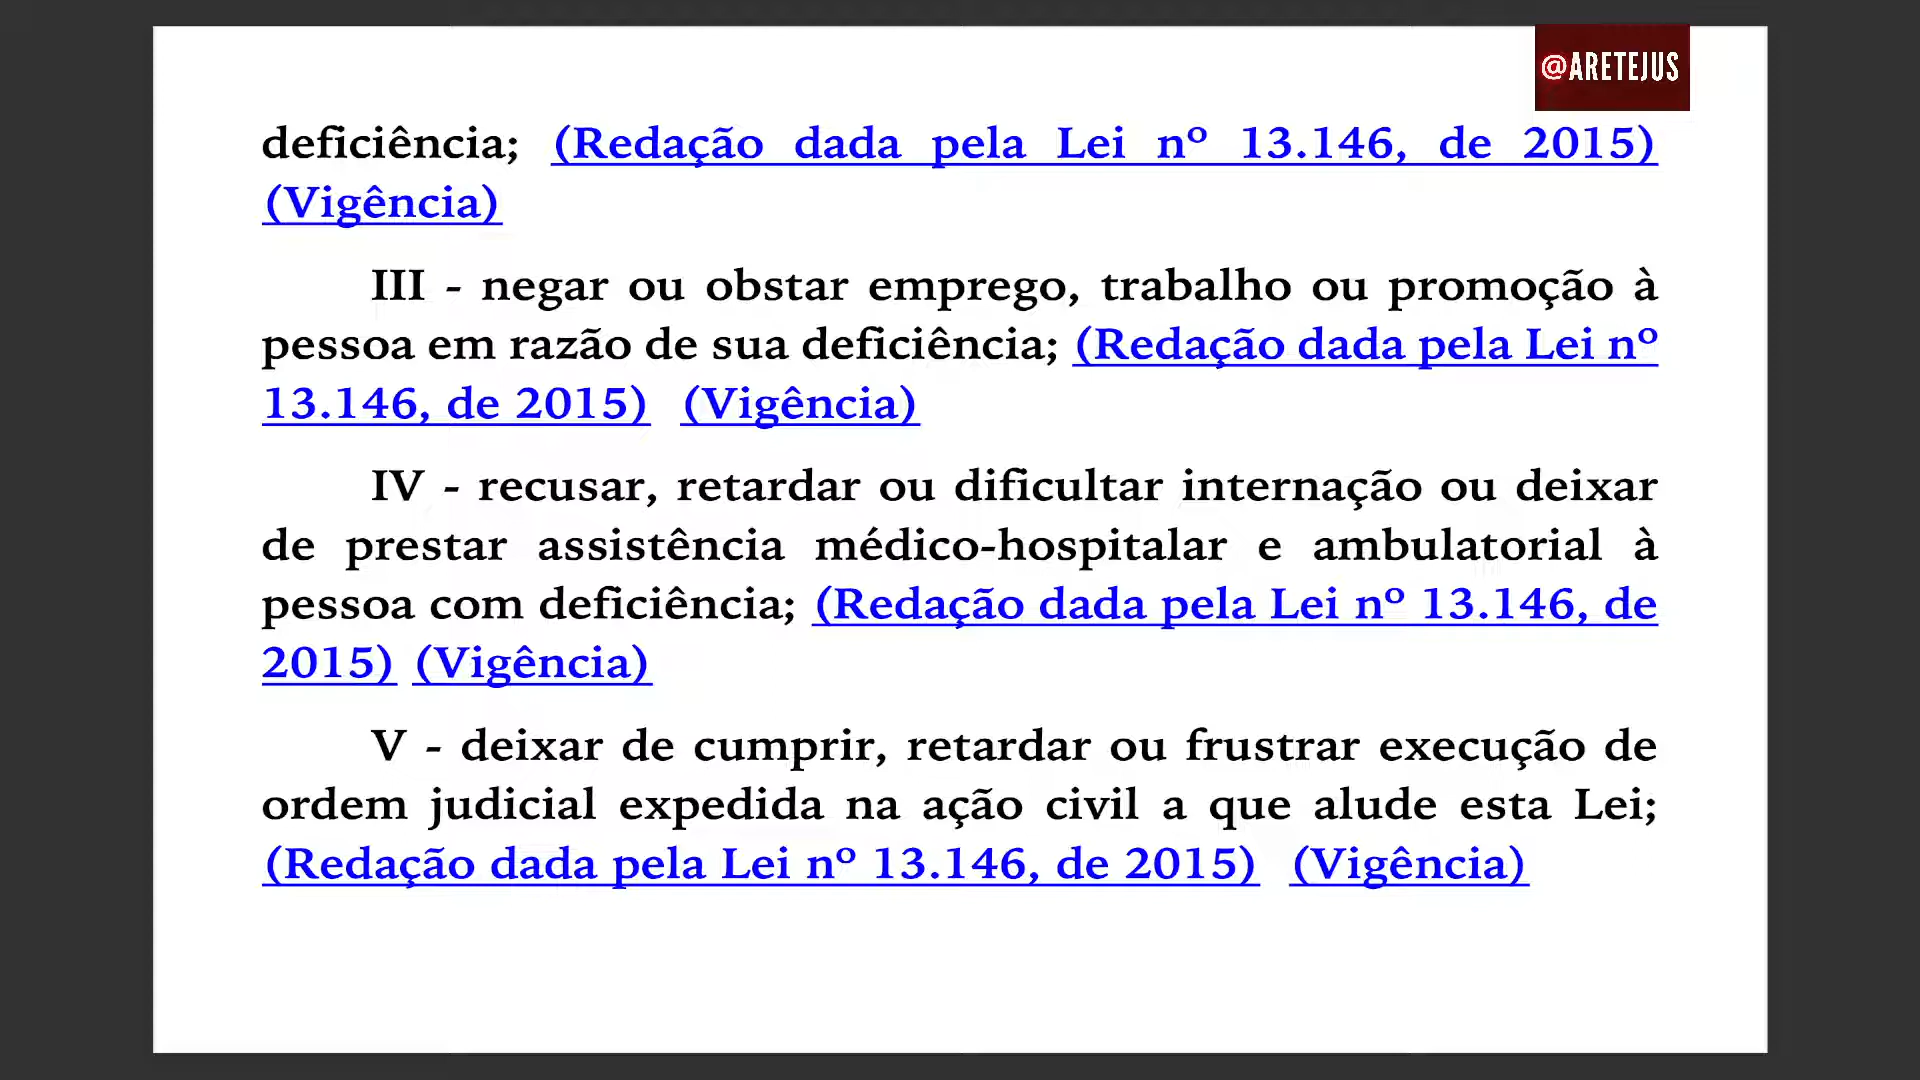 @ARETEJUS
deficiência; (Redação dada pela Lei nº 13.146, de 2015)
(Vigência)
III - negar ou obstar emprego, trabalho ou promoção à
pessoa em razão de sua deficiência; (Redação dada pela Lei nº
13.146, de 2015) (Vigência)
IV - recusar, retardar ou dificultar internação ou deixar
de prestar assistência médico-hospitalar e ambulatorial à
pessoa com deficiência; (Redação dada pela Lei nº 13.146, de
2015) (Vigência)
V - deixar de cumprir, retardar ou frustrar execução de
ordem judicial expedida na ação civil a que alude esta Lei;
(Redação dada pela Lei nº 13.146, de 2015) (Vigência)